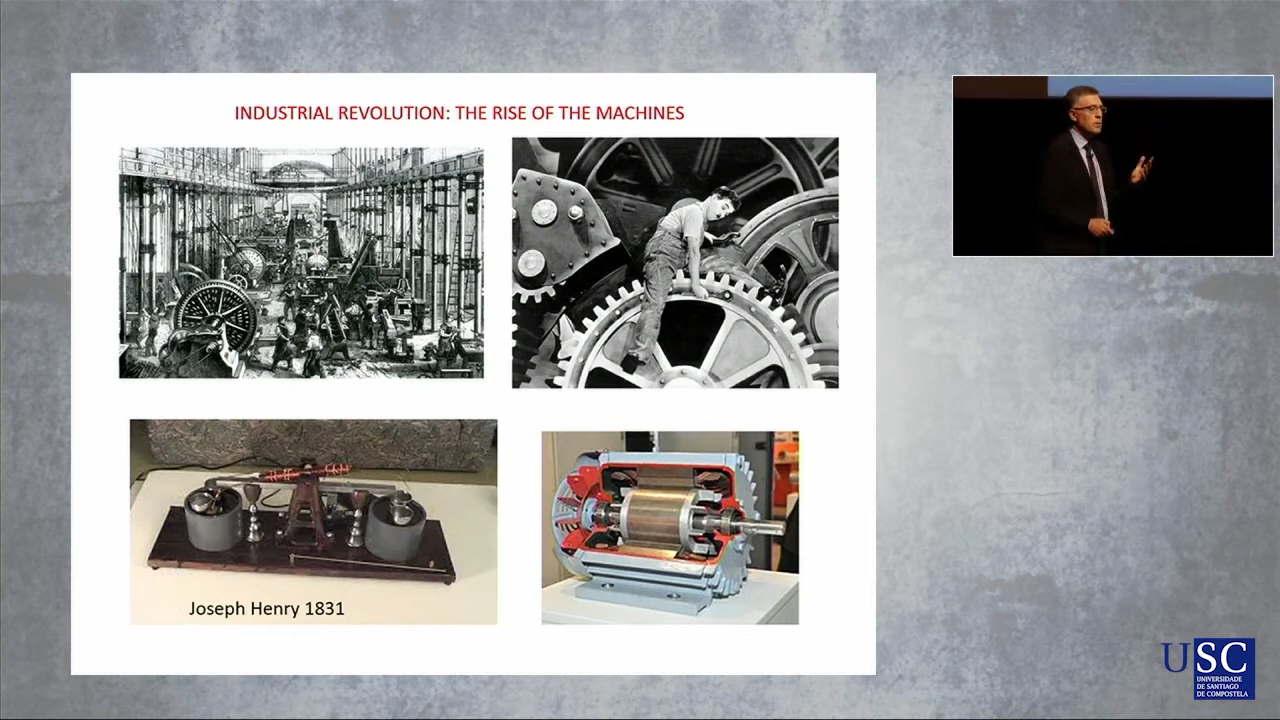 INDUSTRIAL REVOLUTION: THE RISE OF THE MACHINES
Joseph Henry 1831
USC
UNIVERSIDADE
DE SANTIAGO
DE COMPOSTELA